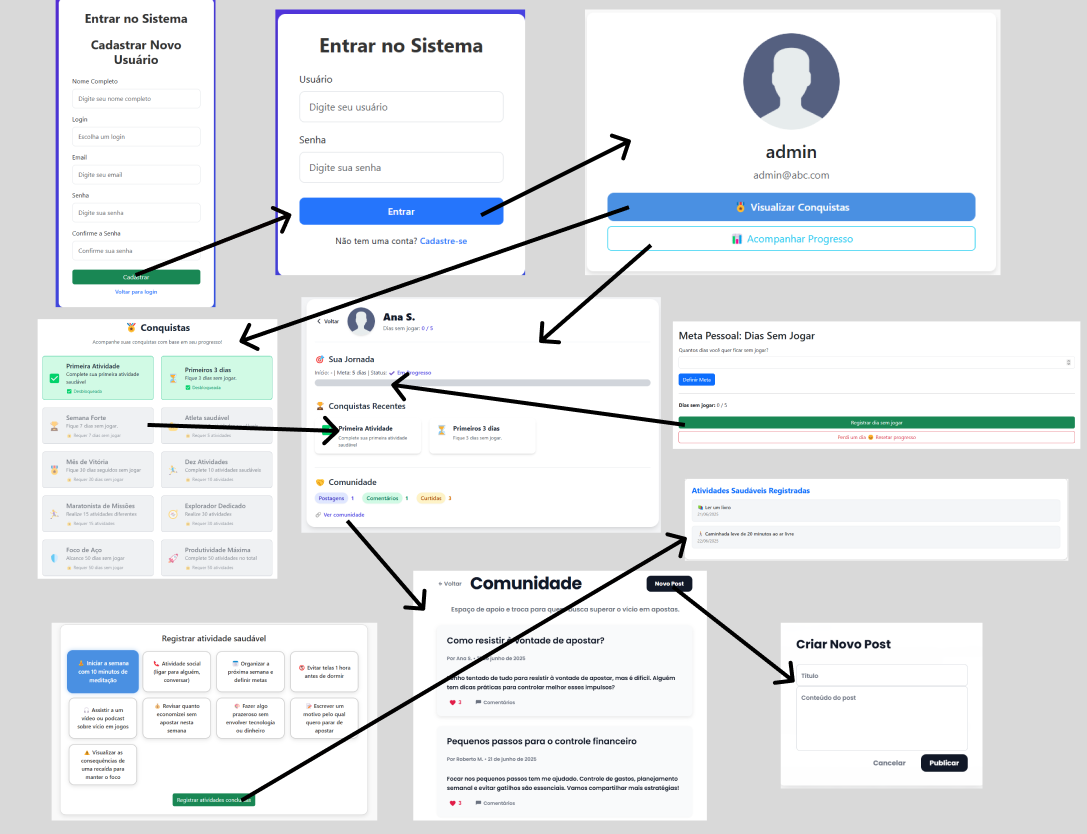 Entrar no Sistema
Cadastrar Novo
Usuário
Nome Completo
Digite seu nome completo
Login
Escolha um login
Email
Digite seu email
Senha
Digite sua senha
Confirme a Senha
Confirme sua senha
Cadastrar
Voltar para login
Entrar no Sistema
Usuário
Digite seu usuário
Senha
Digite sua senha
Entrar
Não tem uma conta? Cadastre-se
admin
admin@abc.com
🏅 Visualizar Conquistas
📊 Acompanhar Progresso
🏅 Conquistas
Acompanhe suas conquistas com base em seu progresso!
Primeira Atividade
Complete sua primeira atividade
saudável!
✅ Desbloqueada
Primeiros 3 dias
Fique 3 dias sem jogar.
✅ Desbloqueada
Semana Forte
Fique 7 dias sem jogar.
Requer 7 dias sem jogar
Atleta saudável
Requer 5 atividades
Mês de Vitória
Fique 30 dias seguidos sem jogar
Requer 30 dias sem jogar
Dez Atividades
Complete 10 atividades saudáveis
Requer 10 atividades
Maratonista de Missões
Realize 15 atividades diferentes
Requer 15 atividades
Explorador Dedicado
Realize 30 atividades
Requer 30 atividades
Foco de Aço
Alcance 50 dias sem jogar
Requer 50 dias sem jogar
Produtividade Máxima
Complete 50 atividades no total
Requer 50 atividades
Voltar
Ana S.
Dias sem jogar: 0 / 5
🎯 Sua Jornada
Início: - | Meta: 5 dias | Status: ✔ Em Progresso
🏆 Conquistas Recentes
Primeira Atividade
Complete sua primeira atividade
saudável!
Primeiros 3 dias
Fique 3 dias sem jogar.
🤝 Comunidade
Postagens 1 Comentários 1 Curtidas 3
🔗 Ver comunidade
Meta Pessoal: Dias Sem Jogar
Quantos dias você quer ficar sem jogar?
Definir Meta
Dias sem jogar: 0 / 5
Registrar dia sem jogar
Perdi um dia 😞 Resetar progresso
Atividades Saudáveis Registradas
📚 Ler um livro
21/06/2025
🚶 Caminhada leve de 20 minutos ao ar livre
22/06/2025
Registrar atividade saudável
Iniciar a semana
com 10 minutos de
meditação
📞 Atividade social
(ligar para alguém,
conversar)
Organizar a
próxima semana e
definir metas
Evitar telas 1 hora
antes de dormir
🎧 Assistir a um
vídeo ou podcast
sobre vício em jogos
Revisar quanto
economizei sem
apostar nesta
semana
Fazer algo
prazeroso sem
envolver tecnologia
ou dinheiro
📝 Escrever um
motivo pelo qual
quero parar de
apostar
⚠️ Visualizar as
consequências de
uma recaída para
manter o foco
Registrar atividades
« Voltar
Comunidade
Novo Post
Espaço de apoio e troca para quem busca superar o vício em apostas.
Como resistir à vontade de apostar?
Por Ana S. • de junho de 2025
Tenho tentado de tudo para resistir à vontade de apostar, mas é difícil. Alguém
tem dicas práticas para controlar melhor esses impulsos?
❤️ 2 Comentários
Pequenos passos para o controle financeiro
Por Roberto M. • 21 de junho de 2025
Focar nos pequenos passos tem me ajudado. Controle de gastos, planejamento
semanal e evitar gatilhos são essenciais. Vamos compartilhar mais estratégias!
❤️ 3 Comentários
Criar Novo Post
Título
Conteúdo do post
Cancelar
Publicar